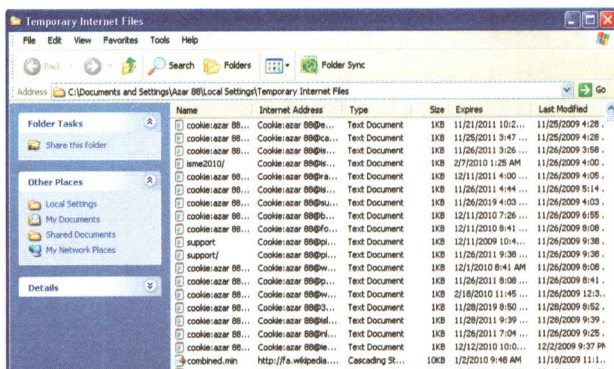 Temporary Internet Files
File Edit View Favorites Tools Help
Back Search Folders Folder Sync
Address C:\Documents and Settings\Azar 88\Local Settings\Temporary Internet Files Go
Folder Tasks
Share this folder
Other Places
Local Settings
My Documents
Shared Documents
My Network Places
Details
Name Internet Address Type Size Expires Last Modified
cookie:azar 88... Cookie:azar 88@e... Text Document 1KB 11/21/2011 10:2... 11/25/2009 4:28 .
cookie:azar 88... Cookie:azar 88@ca... Text Document 1KB 11/25/2011 3:47 ... 11/25/2009 4:28 .
cookie:azar 88... Cookie:azar 88@is... Text Document 1KB 11/26/2011 3:26 ... 11/26/2009 3:58 .
isme2010/ Cookie:azar 88@is... Text Document 1KB 2/7/2010 1:25 AM 11/26/2009 4:00 .
cookie:azar 88... Cookie:azar 88@ra... Text Document 1KB 12/11/2011 4:00 ... 11/26/2009 4:05 .
cookie:azar 88... Cookie:azar 88@is... Text Document 1KB 11/26/2011 4:44 ... 11/26/2009 5:14 .
cookie:azar 88... Cookie:azar 88@su... Text Document 1KB 11/26/2019 4:03 ... 11/26/2009 4:03 .
cookie:azar 88... Cookie:azar 88@b... Text Document 1KB 12/11/2010 7:26 ... 11/26/2009 6:55 .
cookie:azar 88... Cookie:azar 88@fo... Text Document 1KB 12/11/2010 8:41 ... 11/26/2009 8:08 .
support Cookie:azar 88@pi... Text Document 1KB 12/11/2009 10:4... 11/26/2009 9:38 .
support/ Cookie:azar 88@pi... Text Document 1KB 11/26/2011 9:38 ... 11/26/2009 9:38 .
cookie:azar 88... Cookie:azar 88@w... Text Document 1KB 12/1/2010 8:41 AM 11/26/2009 8:08 .
cookie:azar 88... Cookie:azar 88@p... Text Document 1KB 11/26/2011 8:08 ... 11/26/2009 8:41 .
cookie:azar 88... Cookie:azar 88@w... Text Document 1KB 2/18/2010 11:45 ... 11/26/2009 12:3...
cookie:azar 88... Cookie:azar 88@3... Text Document 1KB 11/28/2019 8:50 ... 11/28/2009 8:52 .
cookie:azar 88... Cookie:azar 88@isl... Text Document 1KB 11/28/2011 9:39 ... 11/28/2009 9:39 .
cookie:azar 88... Cookie:azar 88@ni... Text Document 1KB 11/26/2011 7:04 ... 11/26/2009 9:25 .
cookie:azar 88... Cookie:azar 88@ie... Text Document 1KB 12/12/2010 10:0... 12/2/2009 9:37 PM
combined.min http://fa.wikipedia.... Cascading St... 10KB 1/2/2010 9:48 AM 11/18/2009 11:1...